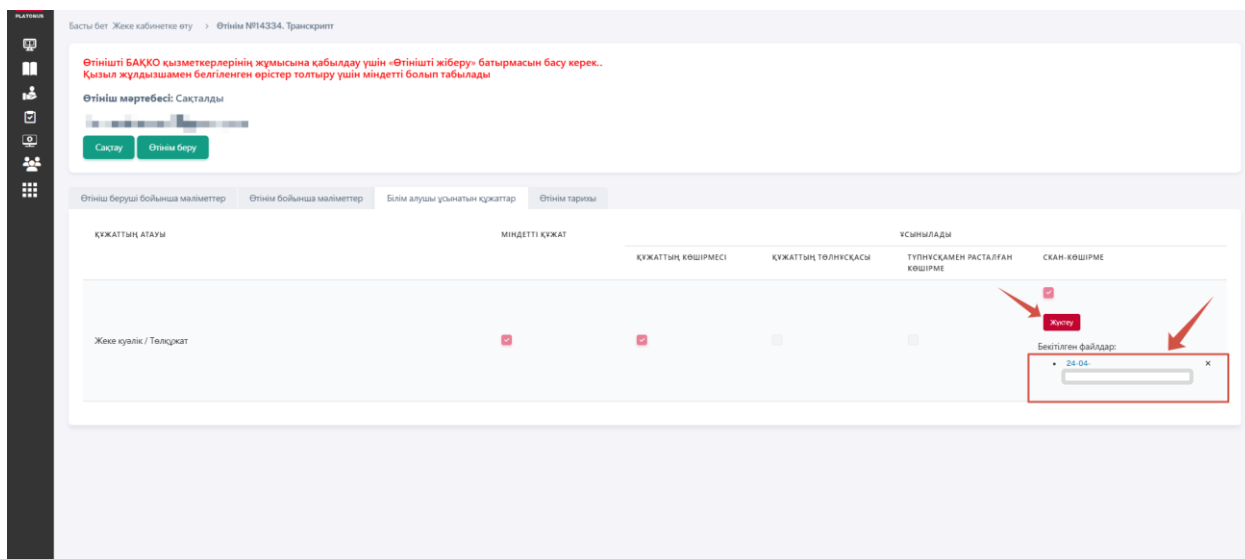 PLATONUS
Басты бет Жеке кабинетке өту > Өтінім №14334. Транскрипт
Өтінішті БАҚКО қызметкерлерінің жұмысына қабылдау үшін «Өтінішті жіберу» батырмасын басу керек..
Қызыл жұлдызшамен белгіленген өрістер толтыру үшін міндетті болып табылады
Өтініш мәртебесі: Сақталды
Сақтау Өтінім беру
Өтініш беруші бойынша мәліметтер Өтінім бойынша мәліметтер Білім алушы ұсынатын құжаттар Өтінім тарихы
ҚҰЖАТТЫҢ АТАУЫ МІНДЕТТІ ҚҰЖАТ ҰСЫНЫЛАДЫ
ҚҰЖАТТЫҢ КӨШІРМЕСІ ҚҰЖАТТЫҢ ТӨЛНҰСҚАСЫ ТҮПНҰСҚАМЕН РАСТАЛҒАН КӨШІРМЕ СКАН-КӨШІРМЕ
Жүктеу
Жеке куәлік / Төлқұжат
Бекітілген файлдар:
• 24-04- ×